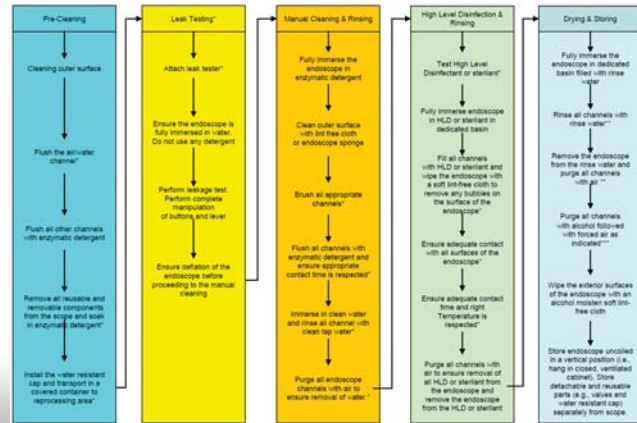 Pre-Cleaning
Cleaning outer surface
Flush the air/water
channel*
Flush all other channels
with enzymatic detergent
Remove all reusable and
removable components
from the scope and soak
in enzymatic detergent*
Install the water resistant
cap and transport in a
covered container to
reprocessing area*
Leak Testing*
Attach leak tester*
Ensure the endoscope is
fully immersed in water.
Do not use any detergent
Perform leakage test.
Perform complete
manipulation
of buttons and lever
Ensure deflation of the
endoscope before
proceeding to the manual
cleaning
Manual Cleaning & Rinsing
Fully immerse the
endoscope in
enzymatic detergent
Clean outer surface
with lint free cloth
or endoscope sponge
Brush all appropriate
channels*
Flush all channels with
enzymatic detergent and
ensure appropriate
contact time is respected*
Immerse in clean water
and rinse all channel with
clean tap water*
Purge all endoscope
channels with air to
ensure removal of water.*
High Level Disinfection &
Rinsing
Test High Level
Disinfectant or sterilant*
Fully immerse endoscope
in HLD or sterilant in
dedicated basin
Fill all channels
with HLD or sterilant and
wipe the endoscope with
a soft lint-free cloth to
remove any bubbles on
the surface of the
endoscope*
Ensure adequate contact
with all surfaces of the
endoscope*
Ensure adequate contact
time and right
Temperature is
respected*
Purge all channels with
air to ensure removal of
all HLD or sterilant from
the endoscope and remove
the endoscope from
the HLD or sterilant
Drying & Storing
Fully immerse the
endoscope in dedicated
basin filled with rinse
water
Rinse all channels with
rinse water**
Remove the endoscope
from the rinse water and
purge all channels
with air **
Purge all channels
with alcohol followed
with forced air as
indicated***
Wipe the exterior surfaces
of the endoscope with an
alcohol moisten soft lint-
free cloth
Store endoscope uncoiled
in a vertical position (i.e.,
hang in closed, ventilated
cabinet). Store
detachable and reusable
parts (e.g., valves and
water resistant cap)
separately from scope.